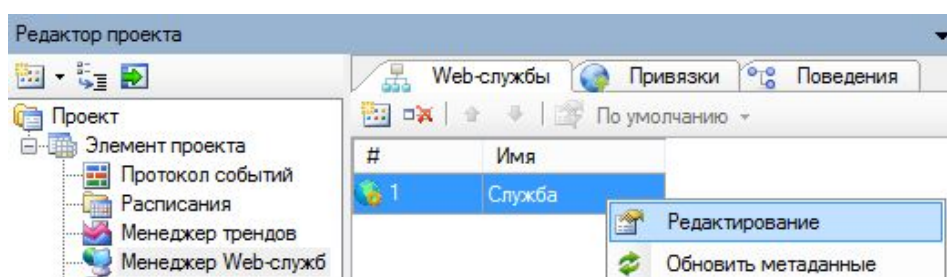 Редактор проекта
Web-службы Привязки Поведения
По умолчанию
Проект
Элемент проекта
Протокол событий
Расписания
Менеджер трендов
Менеджер Web-служб
# Имя
1 Служба
Редактирование
Обновить метаданные